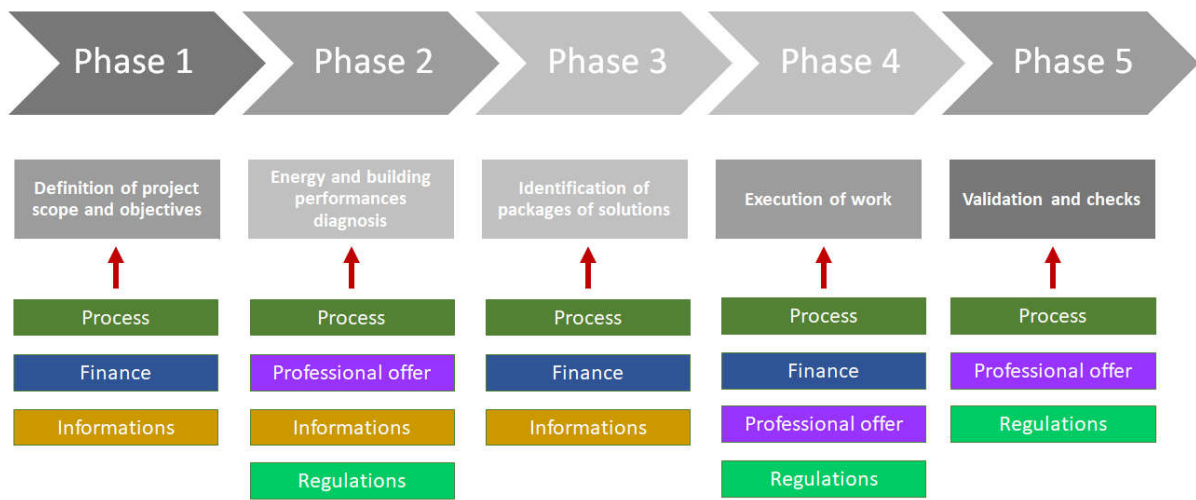 Phase 1
Phase 2
Phase 3
Phase 4
Phase 5
Definition of project
scope and objectives
Energy and building
performances
diagnosis
Identification of
packages of solutions
Execution of work
Validation and checks
Process
Finance
Informations
Process
Professional offer
Informations
Regulations
Process
Finance
Informations
Process
Finance
Professional offer
Regulations
Process
Professional offer
Regulations